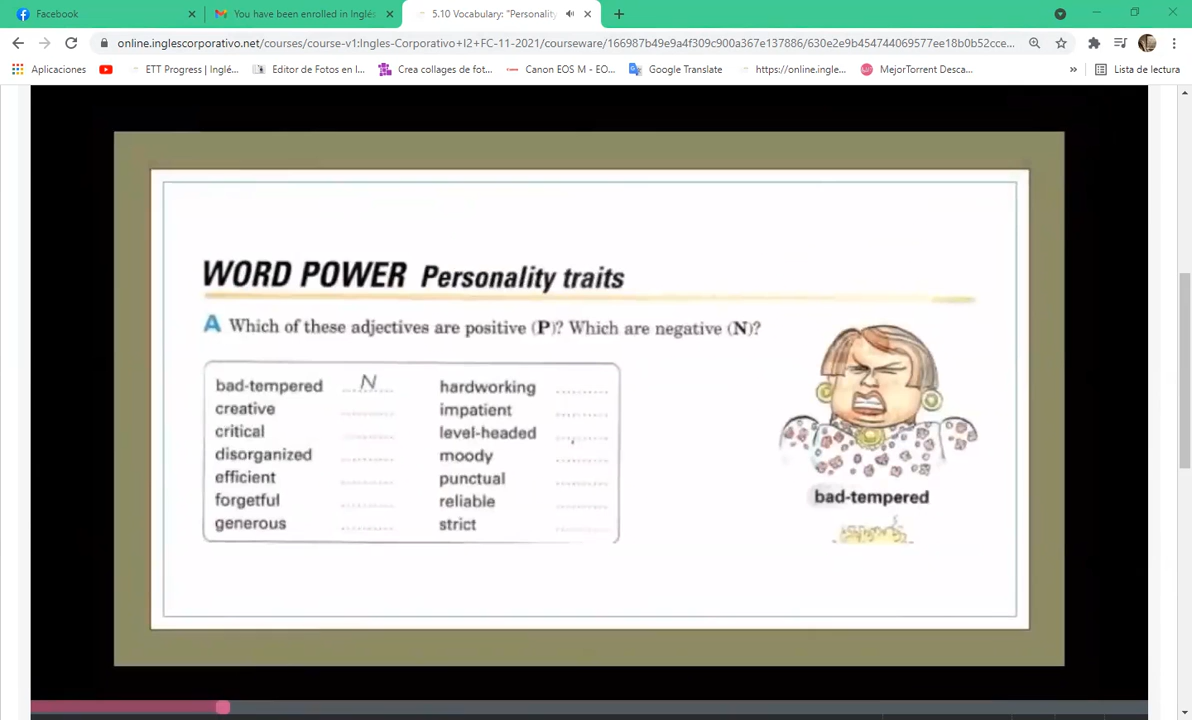 Facebook
You have been enrolled in Inglés
5.10 Vocabulary: "Personality
online.inglescorporativo.net/courses/course-v1:Ingles-Corporativo+I2+FC-11-2021/courseware/166987b49e9a4f309c900a367e137886/630e2e9b454744069577ee18b0b52cce...
Aplicaciones
ETT Progress | Inglé...
Editor de Fotos en l...
Crea collages de fot...
Canon EOS M - EO...
Google Translate
https://online.ingle...
MejorTorrent Desca...
»
Lista de lectura
WORD POWER Personality traits
A Which of these adjectives are positive (P)? Which are negative (N)?
bad-tempered N
creative
critical
disorganized
efficient
forgetful
generous
hardworking
impatient
level-headed
moody
punctual
reliable
strict
bad-tempered